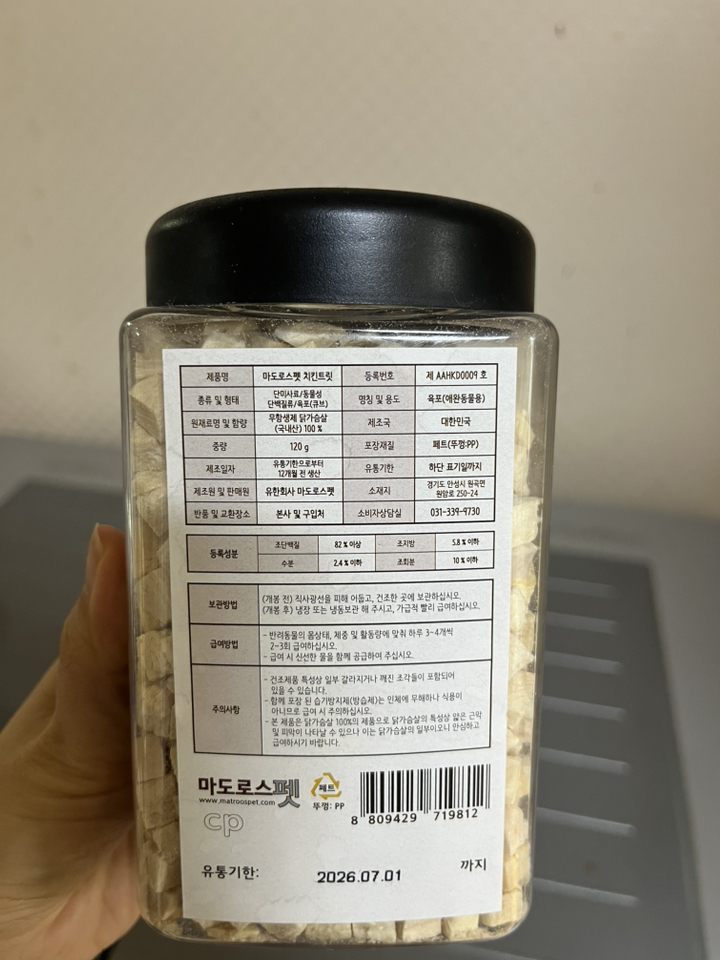 제품명 마도로스펫 치킨트릿 등록번호 제 AAHKD0009 호
종류 및 형태 단미사료/동물성 단백질류/육포(큐브) 명칭 및 용도 육포(애완동물용)
원재료명 및 함량 무항생제 닭가슴살 (국내산) 100 % 제조국 대한민국
중량 120 g 포장재질 페트(뚜껑:PP)
제조일자 유통기한으로부터 12개월 전 생산 유통기한 하단 표기일까지
제조원 및 판매원 유한회사 마도로스펫 소재지 경기도 안성시 원곡면 원암로 250-24
반품 및 교환장소 본사 및 구입처 소비자상담실 031-339-9730
등록성분 조단백질 82 % 이상 조지방 5.8 % 이하
수분 2.4 % 이하 조회분 10 % 이하
보관방법 (개봉 전) 직사광선을 피해 어둡고, 건조한 곳에 보관하십시오.
(개봉 후) 냉장 또는 냉동보관 해 주시고, 가급적 빨리 급여하십시오.
급여방법 - 반려동물의 몸상태, 체중 및 활동량에 맞춰 하루 3~4개씩
2~3회 급여하십시오.
- 급여 시 신선한 물을 함께 공급하여 주십시오.
주의사항 - 건조제품 특성상 일부 갈라지거나 깨진 조각들이 포함되어
있을 수 있습니다.
- 함께 포장 된 습기방지제(방습제)는 인체에 무해하나 식용이
아니므로 급여 시 주의하십시오.
- 본 제품은 닭가슴살 100%의 제품으로 닭가슴살의 특성상 얇은 근막
및 피막이 나타날 수 있으나 이는 닭가슴살의 일부이오니 안심하고
급여하시기 바랍니다.
마도로스펫
www.matroospet.com
cp
페트
뚜껑: PP
8 809429 719812
유통기한: 2026.07.01 까지